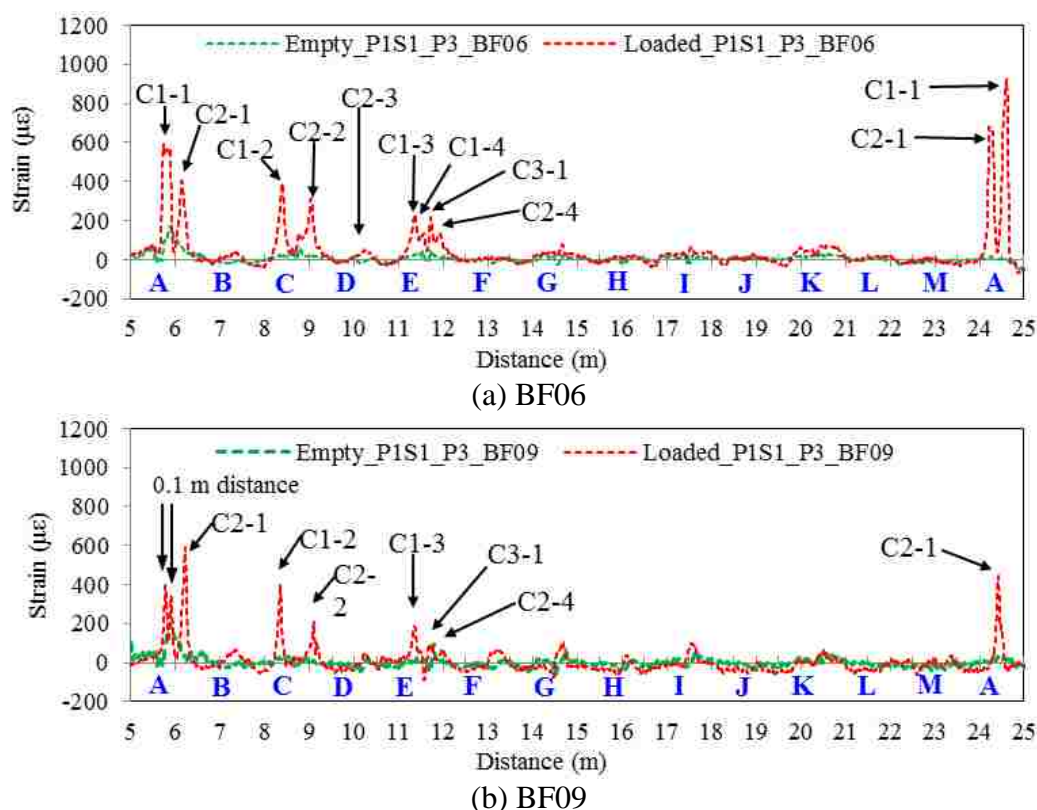 1200
1000
800
600
400
200
0
-200
Strain (με)
Empty_P1S1_P3_BF06
Loaded_P1S1_P3_BF06
C1-1
C2-1
C1-2
C2-2
C2-3
C1-3
C1-4
C3-1
C2-4
C1-1
C2-1
A B C D E F G H I J K L M A
5 6 7 8 9 10 11 12 13 14 15 16 17 18 19 20 21 22 23 24 25
Distance (m)
(a) BF06
1200
1000
800
600
400
200
0
-200
Strain (με)
Empty_P1S1_P3_BF09
Loaded_P1S1_P3_BF09
0.1 m distance
C2-1
C1-2
C2-
2
C1-3
C3-1
C2-4
C2-1
A B C D E F G H I J K L M A
5 6 7 8 9 10 11 12 13 14 15 16 17 18 19 20 21 22 23 24 25
Distance (m)
(b) BF09